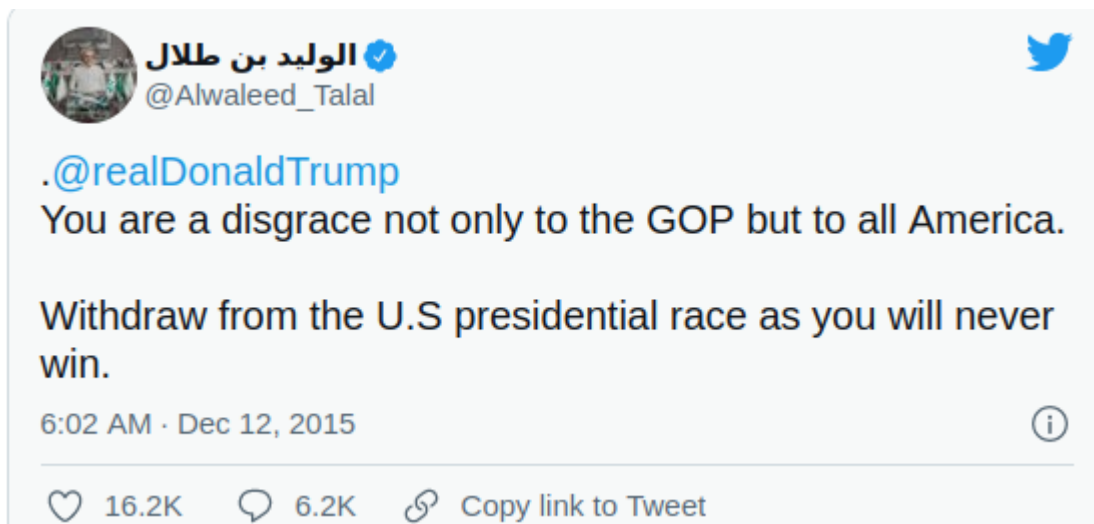 الوليد بن طلال
@Alwaleed_Talal
.@realDonaldTrump
You are a disgrace not only to the GOP but to all America.
Withdraw from the U.S presidential race as you will never
win.
6:02 AM · Dec 12, 2015
16.2K 6.2K Copy link to Tweet